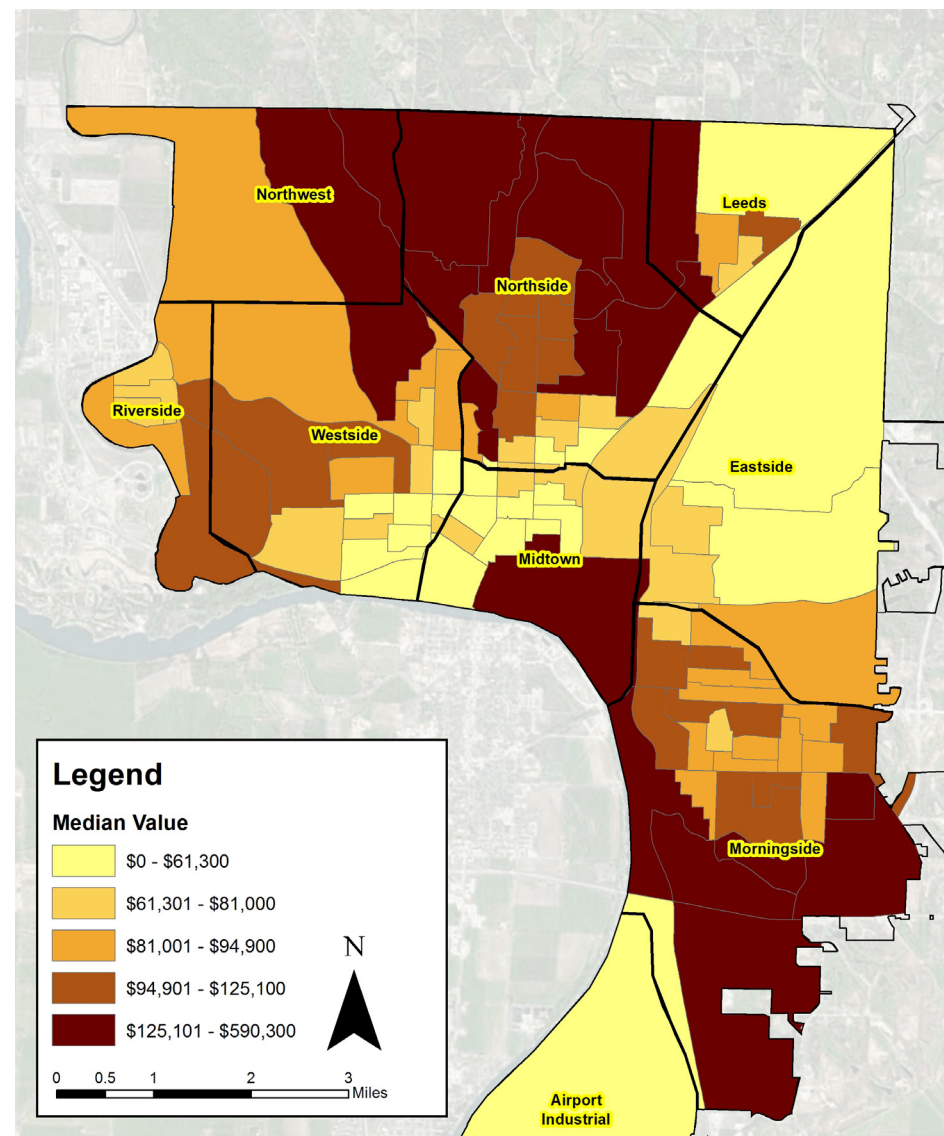 Northwest
Leeds
Northside
Riverside
Westside
Eastside
Midtown
Morningside
Legend
Median Value
$0 - $61,300
$61,301 - $81,000
$81,001 - $94,900
$94,901 - $125,100
$125,101 - $590,300
N
0 0.5 1 2 3
Miles
Airport
Industrial